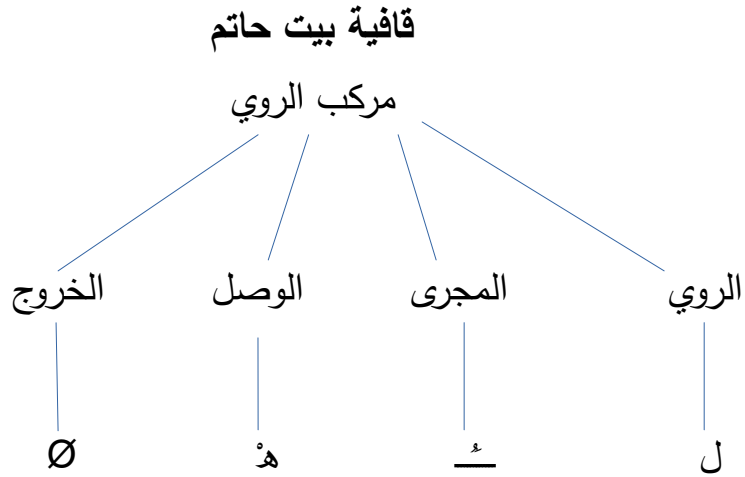 قافية بيت حاتم
مركب الروي
الروي المجرى الوصل الخروج
ل ـُـ هْ Ø